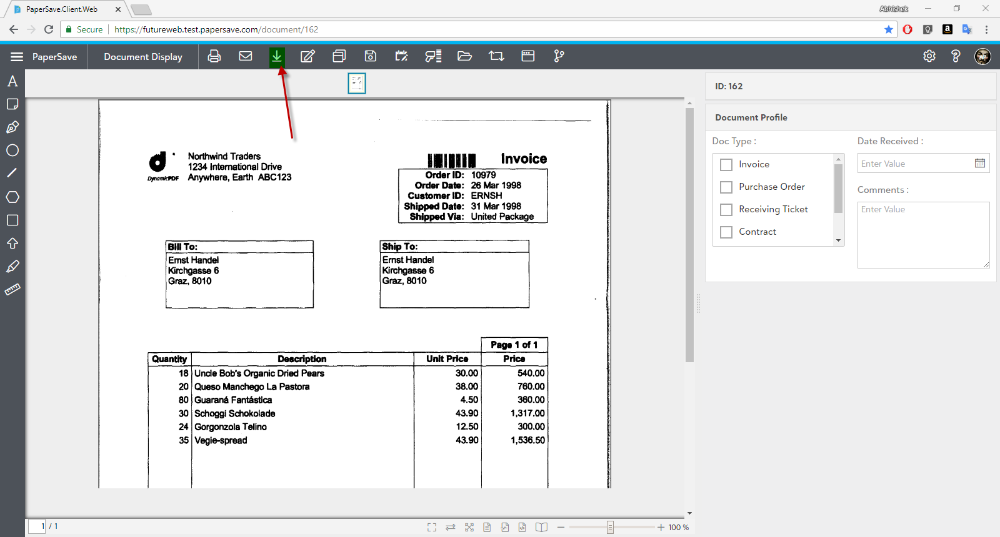 PaperSave.Client.Web
Abhishek
Secure https://futureweb.test.papersave.com/document/162
PaperSave Document Display
ID: 162
Document Profile
Doc Type :
Invoice
Purchase Order
Receiving Ticket
Contract
Date Received :
Enter Value
Comments :
Enter Value
DynamicPDF
Northwind Traders
1234 International Drive
Anywhere, Earth ABC123
Invoice
Order ID: 10979
Order Date: 26 Mar 1998
Customer ID: ERNSH
Shipped Date: 31 Mar 1998
Shipped Via: United Package
Bill To:
Ernst Handel
Kirchgasse 6
Graz, 8010
Ship To:
Ernst Handel
Kirchgasse 6
Graz, 8010
Page 1 of 1
Quantity Description Unit Price Price
18 Uncle Bob's Organic Dried Pears 30.00 540.00
20 Queso Manchego La Pastora 38.00 760.00
80 Guaraná Fantástica 4.50 360.00
30 Schoggi Schokolade 43.90 1,317.00
24 Gorgonzola Telino 12.50 300.00
35 Vegie-spread 43.90 1,536.50
1 / 1
100 %